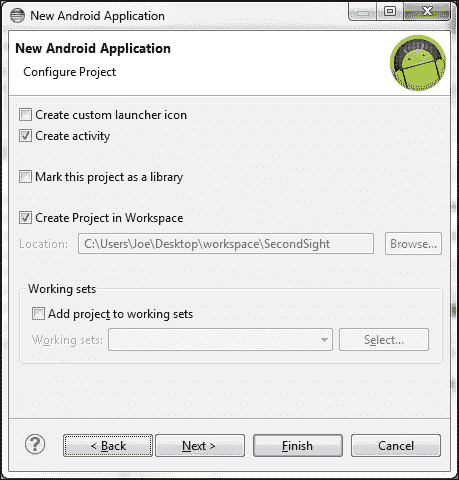 New Android Application
New Android Application
Configure Project
Create custom launcher icon
Create activity
Mark this project as a library
Create Project in Workspace
Location: C:\Users\Joe\Desktop\workspace\SecondSight Browse...
Working sets
Add project to working sets
Working sets: Select...
? < Back Next > Finish Cancel